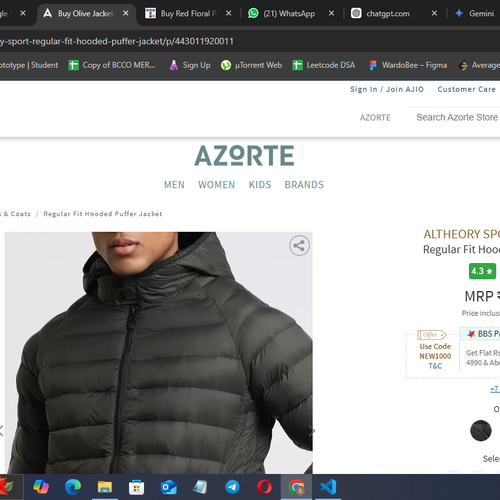 Buy Olive Jacket
Buy Red Floral P
(21) WhatsApp
chatgpt.com
Gemini
y-sport-regular-fit-hooded-puffer-jacket/p/443011920011
ototype | Student
Copy of BCCO MER...
Sign Up
µTorrent Web
Leetcode DSA
WardoBee – Figma
Average
Sign In / Join AJIO
Customer Care
AZORTE
Search Azorte Store
AZORTE
MEN
WOMEN
KIDS
BRANDS
s & Coats / Regular Fit Hooded Puffer Jacket
ALTHEORY SPO
Regular Fit Hoo
4.3 ★
MRP ₹
Price inclusi
Offer
BBS P
Use Code
NEW1000
T&C
Get Flat Rs
4990 & Abo
+7
O
Selec